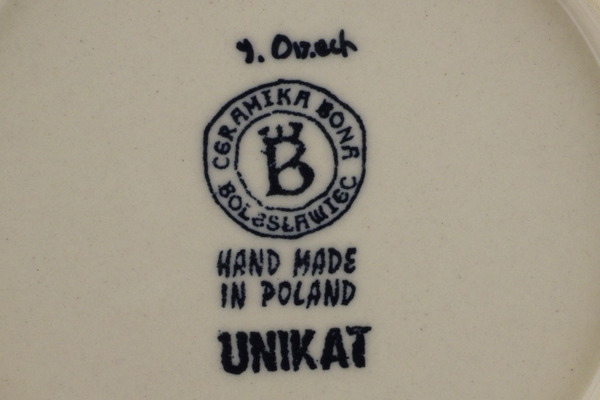 CERAMIKA BONA
B
BOLESŁAWIEC
HAND MADE
IN POLAND
UNIKAT